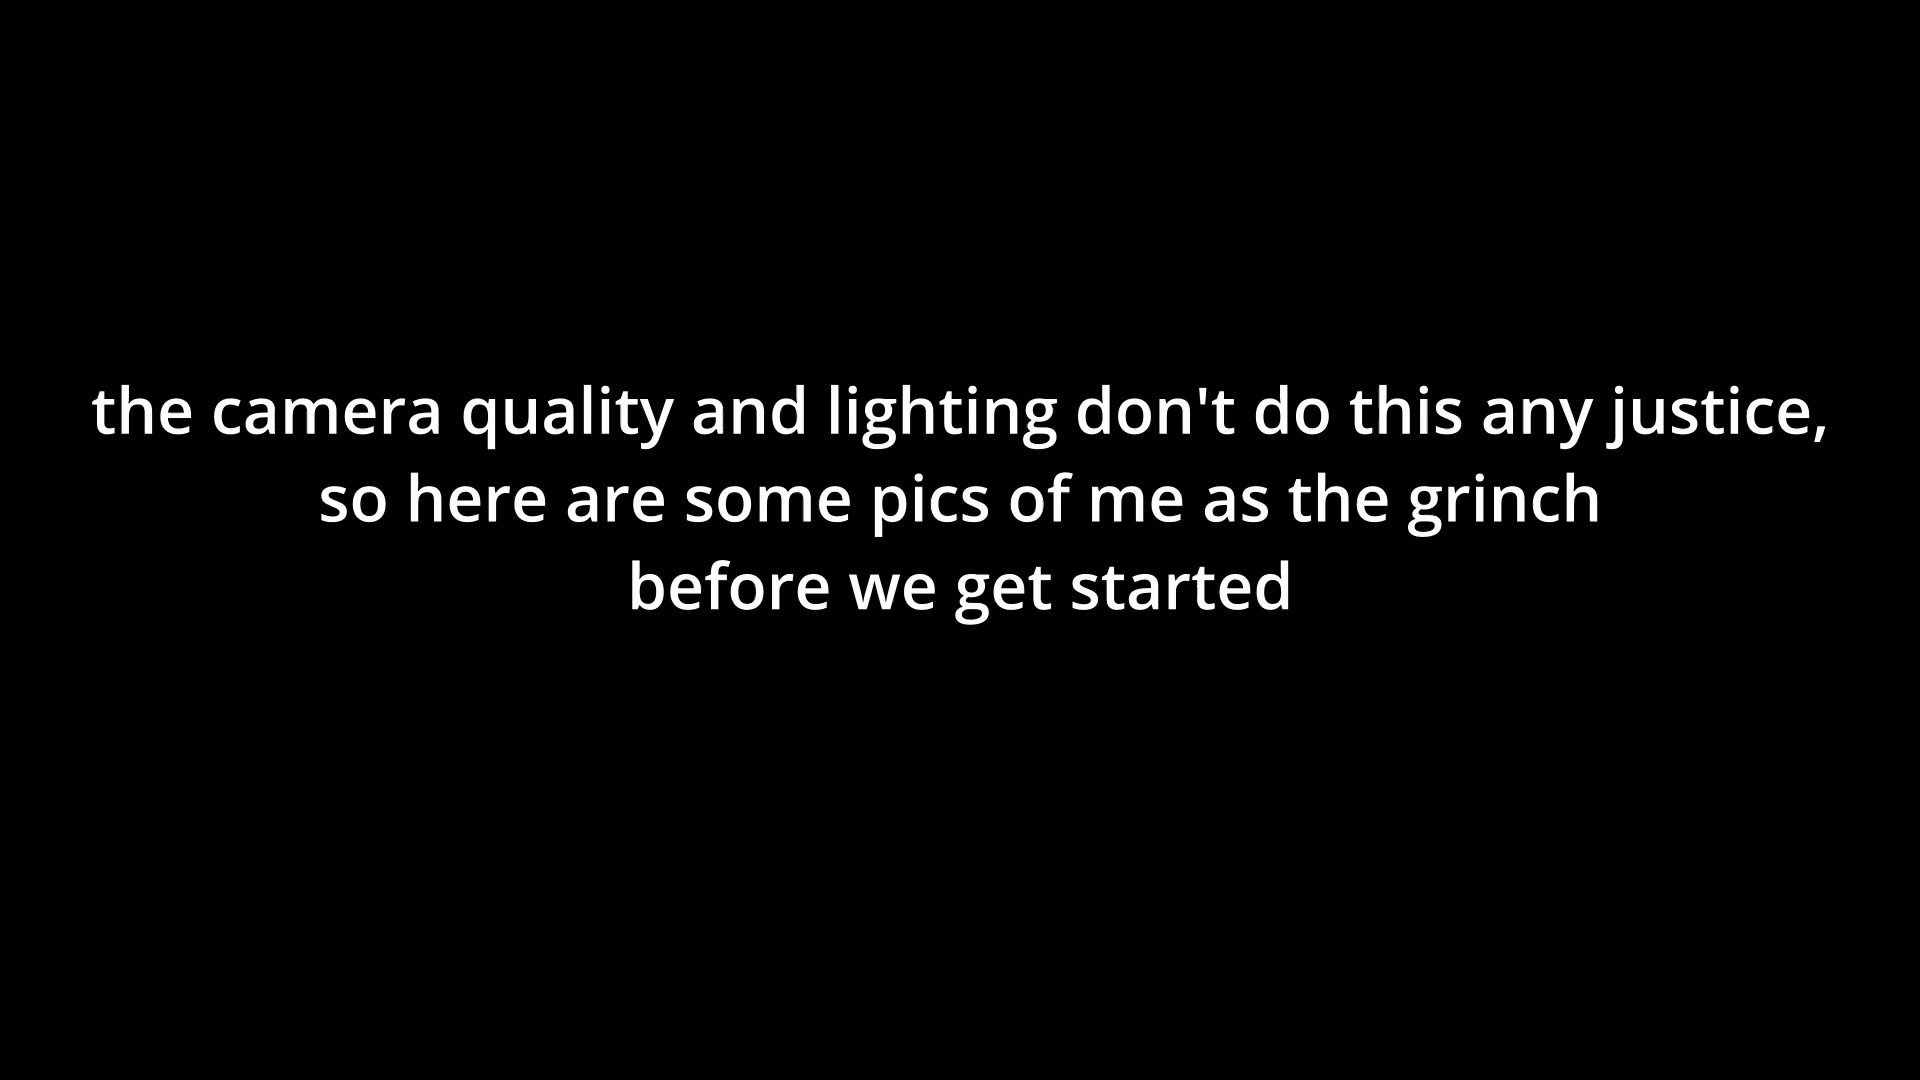 the camera quality and lighting don't do this any justice,
so here are some pics of me as the grinch
before we get started